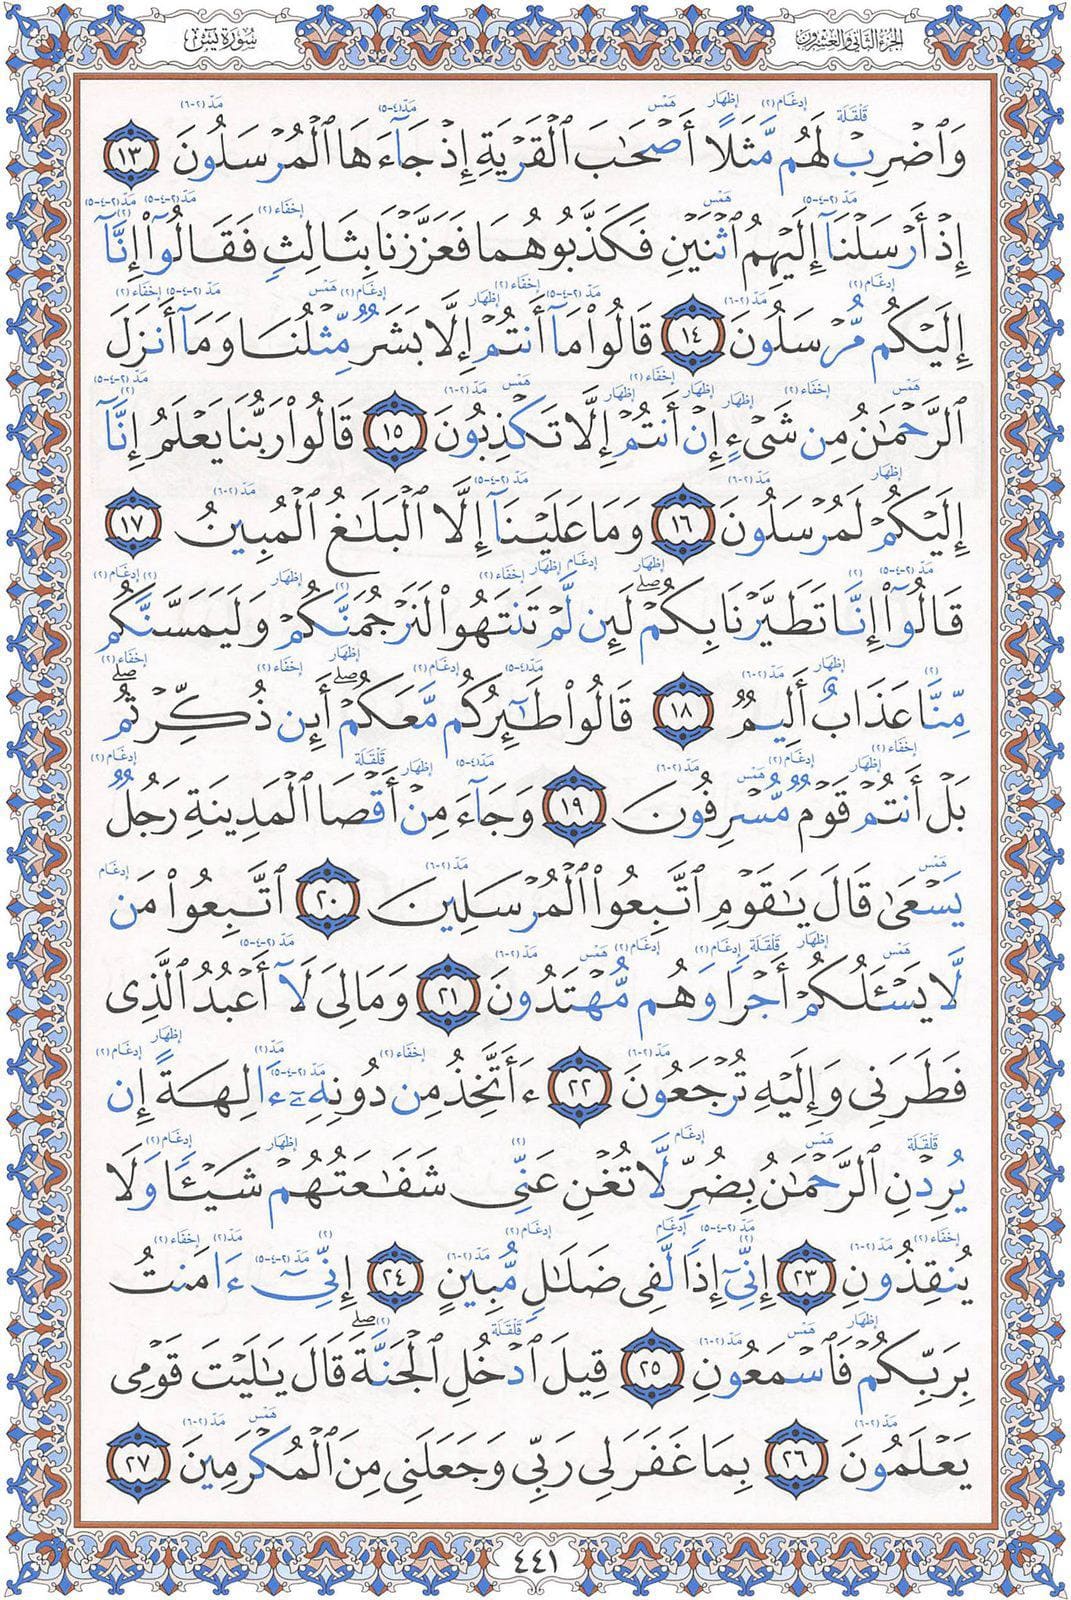 الجزء الثاني والعشرون
سورة يس
وَٱضۡرِبۡ لَهُم مَّثَلًا أَصۡحَٰبَ ٱلۡقَرۡيَةِ إِذۡ جَآءَهَا ٱلۡمُرۡسَلُونَ ١٣
إِذۡ أَرۡسَلۡنَآ إِلَيۡهِمُ ٱثۡنَيۡنِ فَكَذَّبُوهُمَا فَعَزَّزۡنَا بِثَالِثٖ فَقَالُوٓاْ إِنَّآ
إِلَيۡكُم مُّرۡسَلُونَ ١٤ قَالُواْ مَآ أَنتُمۡ إِلَّا بَشَرٞ مِّثۡلُنَا وَمَآ أَنزَلَ
ٱلرَّحۡمَٰنُ مِن شَيۡءٍ إِنۡ أَنتُمۡ إِلَّا تَكۡذِبُونَ ١٥ قَالُواْ رَبُّنَا يَعۡلَمُ إِنَّآ
إِلَيۡكُمۡ لَمُرۡسَلُونَ ١٦ وَمَا عَلَيۡنَآ إِلَّا ٱلۡبَلَٰغُ ٱلۡمُبِينُ ١٧
قَالُوٓاْ إِنَّا تَطَيَّرۡنَا بِكُمۡۖ لَئِن لَّمۡ تَنتَهُواْ لَنَرۡجُمَنَّكُمۡ وَلَيَمَسَّنَّكُم
مِّنَّا عَذَابٌ أَلِيمٞ ١٨ قَالُواْ طَٰٓئِرُكُم مَّعَكُمۡ أَئِن ذُكِّرۡتُمۚ
بَلۡ أَنتُمۡ قَوۡمٞ مُّسۡرِفُونَ ١٩ وَجَآءَ مِنۡ أَقۡصَا ٱلۡمَدِينَةِ رَجُلٞ
يَسۡعَىٰ قَالَ يَٰقَوۡمِ ٱتَّبِعُواْ ٱلۡمُرۡسَلِينَ ٢٠ ٱتَّبِعُواْ مَن
لَّا يَسۡـَٔلُكُمۡ أَجۡرٗا وَهُم مُّهۡتَدُونَ ٢١ وَمَالِيَ لَآ أَعۡبُدُ ٱلَّذِي
فَطَرَنِي وَإِلَيۡهِ تُرۡجَعُونَ ٢٢ ءَأَتَّخِذُ مِن دُونِهِۦٓ ءَالِهَةً إِن
يُرِدۡنِ ٱلرَّحۡمَٰنُ بِضُرّٖ لَّا تُغۡنِ عَنِّي شَفَٰعَتُهُمۡ شَيۡـٔٗا وَلَا
يُنقِذُونِ ٢٣ إِنِّيٓ إِذٗا لَّفِي ضَلَٰلٖ مُّبِينٍ ٢٤ إِنِّيٓ ءَامَنتُ
بِرَبِّكُمۡ فَٱسۡمَعُونِ ٢٥ قِيلَ ٱدۡخُلِ ٱلۡجَنَّةَۖ قَالَ يَٰلَيۡتَ قَوۡمِي
يَعۡلَمُونَ ٢٦ بِمَا غَفَرَ لِي رَبِّي وَجَعَلَنِي مِنَ ٱلۡمُكۡرَمِينَ ٢٧
٤٤١